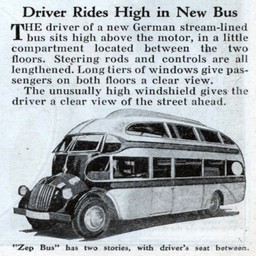 Driver Rides High in New Bus
THE driver of a new German stream-lined
bus sits high above the motor, in a little
compartment located between the two
floors. Steering rods and controls are all
lengthened. Long tiers of windows give pas-
sengers on both floors a clear view.
The unusually high windshield gives the
driver a clear view of the street ahead.
"Zep Bus" has two stories, with driver's seat between.